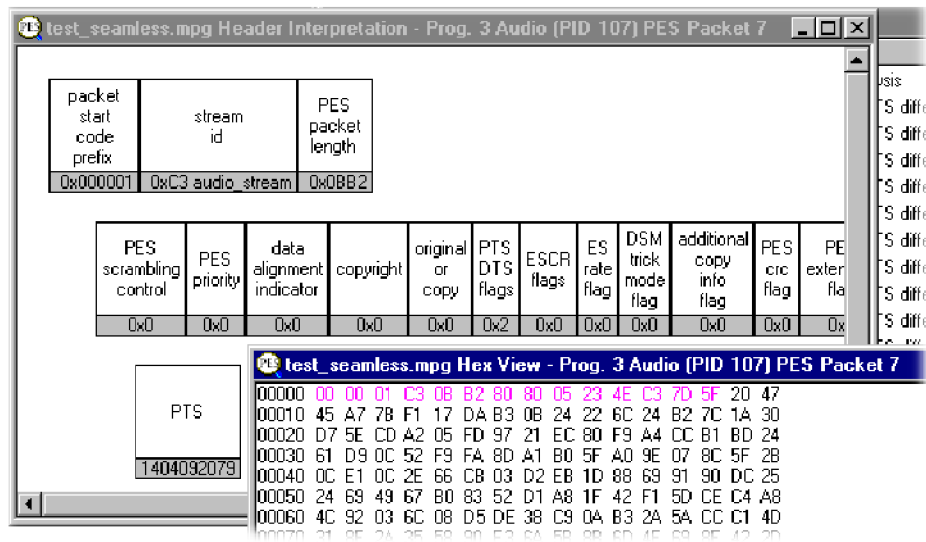 test_seamless.mpg Header Interpretation - Prog. 3 Audio (PID 107) PES Packet 7
packet start code prefix
stream id
PES packet length
0x000001 0xC3 audio_stream 0x0BB2
PES scrambling control
PES priority
data alignment indicator
copyright
original or copy
PTS DTS flags
ESCR flags
ES rate flag
DSM trick mode flag
additional copy info flag
PES crc flag
0x0 0x0 0x0 0x0 0x0 0x2 0x0 0x0 0x0 0x0 0x0
PTS
1404092079
test_seamless.mpg Hex View - Prog. 3 Audio (PID 107) PES Packet 7
00000 00 00 01 C3 0B B2 80 80 05 23 4E C3 7D 5F 20 47
00010 45 A7 7B F1 17 DA B3 0B 24 22 6C 24 B2 7C 1A 30
00020 D7 5E CD A2 05 FD 97 21 EC 80 F9 A4 CC B1 BD 24
00030 61 D9 0C 52 F9 FA 8D A1 B0 5F A0 9E 07 8C 5F 2B
00040 0C E1 0C 2E 66 CB 03 D2 EB 1D 88 69 91 90 DC 25
00050 24 69 49 67 B0 83 52 D1 A8 1F 42 F1 5D CE C4 A8
00060 4C 92 03 6C 08 D5 DE 38 C9 0A B3 2A 5A CC C1 4D